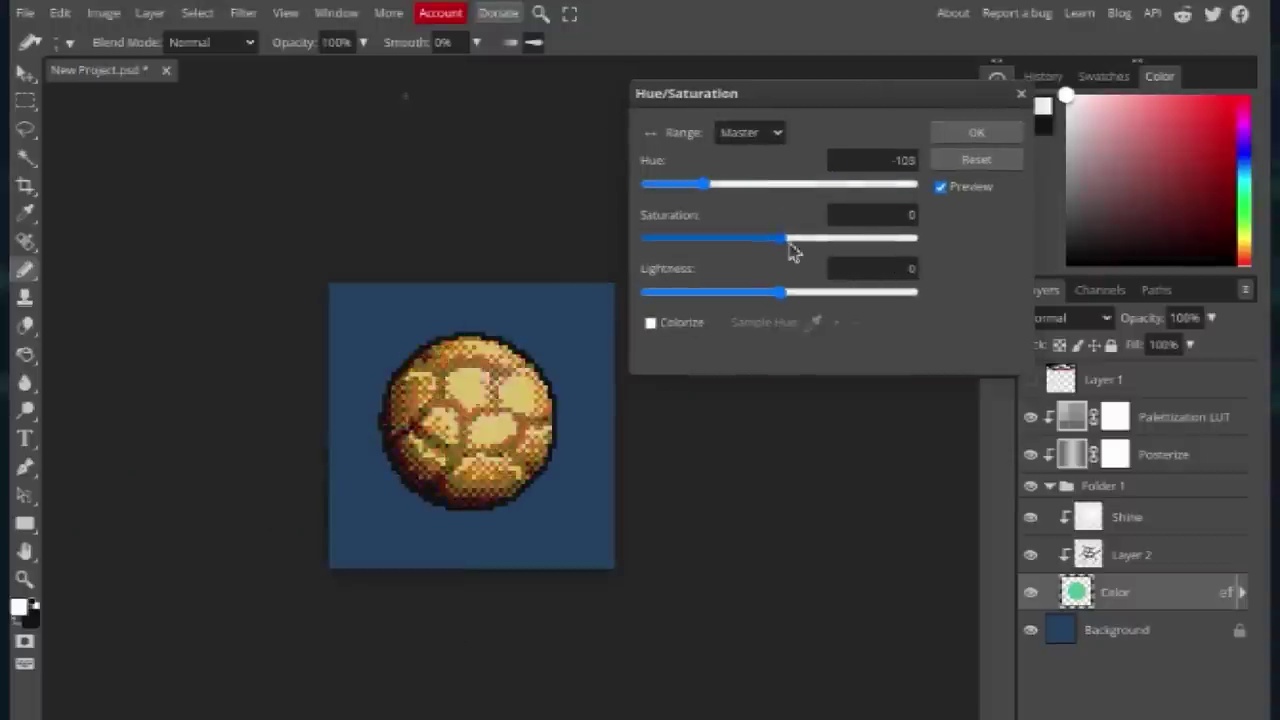 File Edit Image Layer Select Filter View Window More Account Donate About Report a bug Learn Blog API
Blend Mode: Normal Opacity: 100% Smooth: 0%
New Project.psd *
History Swatches Color
Hue/Saturation
Range: Master OK
Hue: -103 Reset
Preview
Saturation: 0
Lightness: 0
Colorize Sample Hue:
Channels Paths
Opacity: 100%
Fill: 100%
Layer 1
Palettization LUT
Posterize
Folder 1
Shine
Layer 2
Color eff
Background